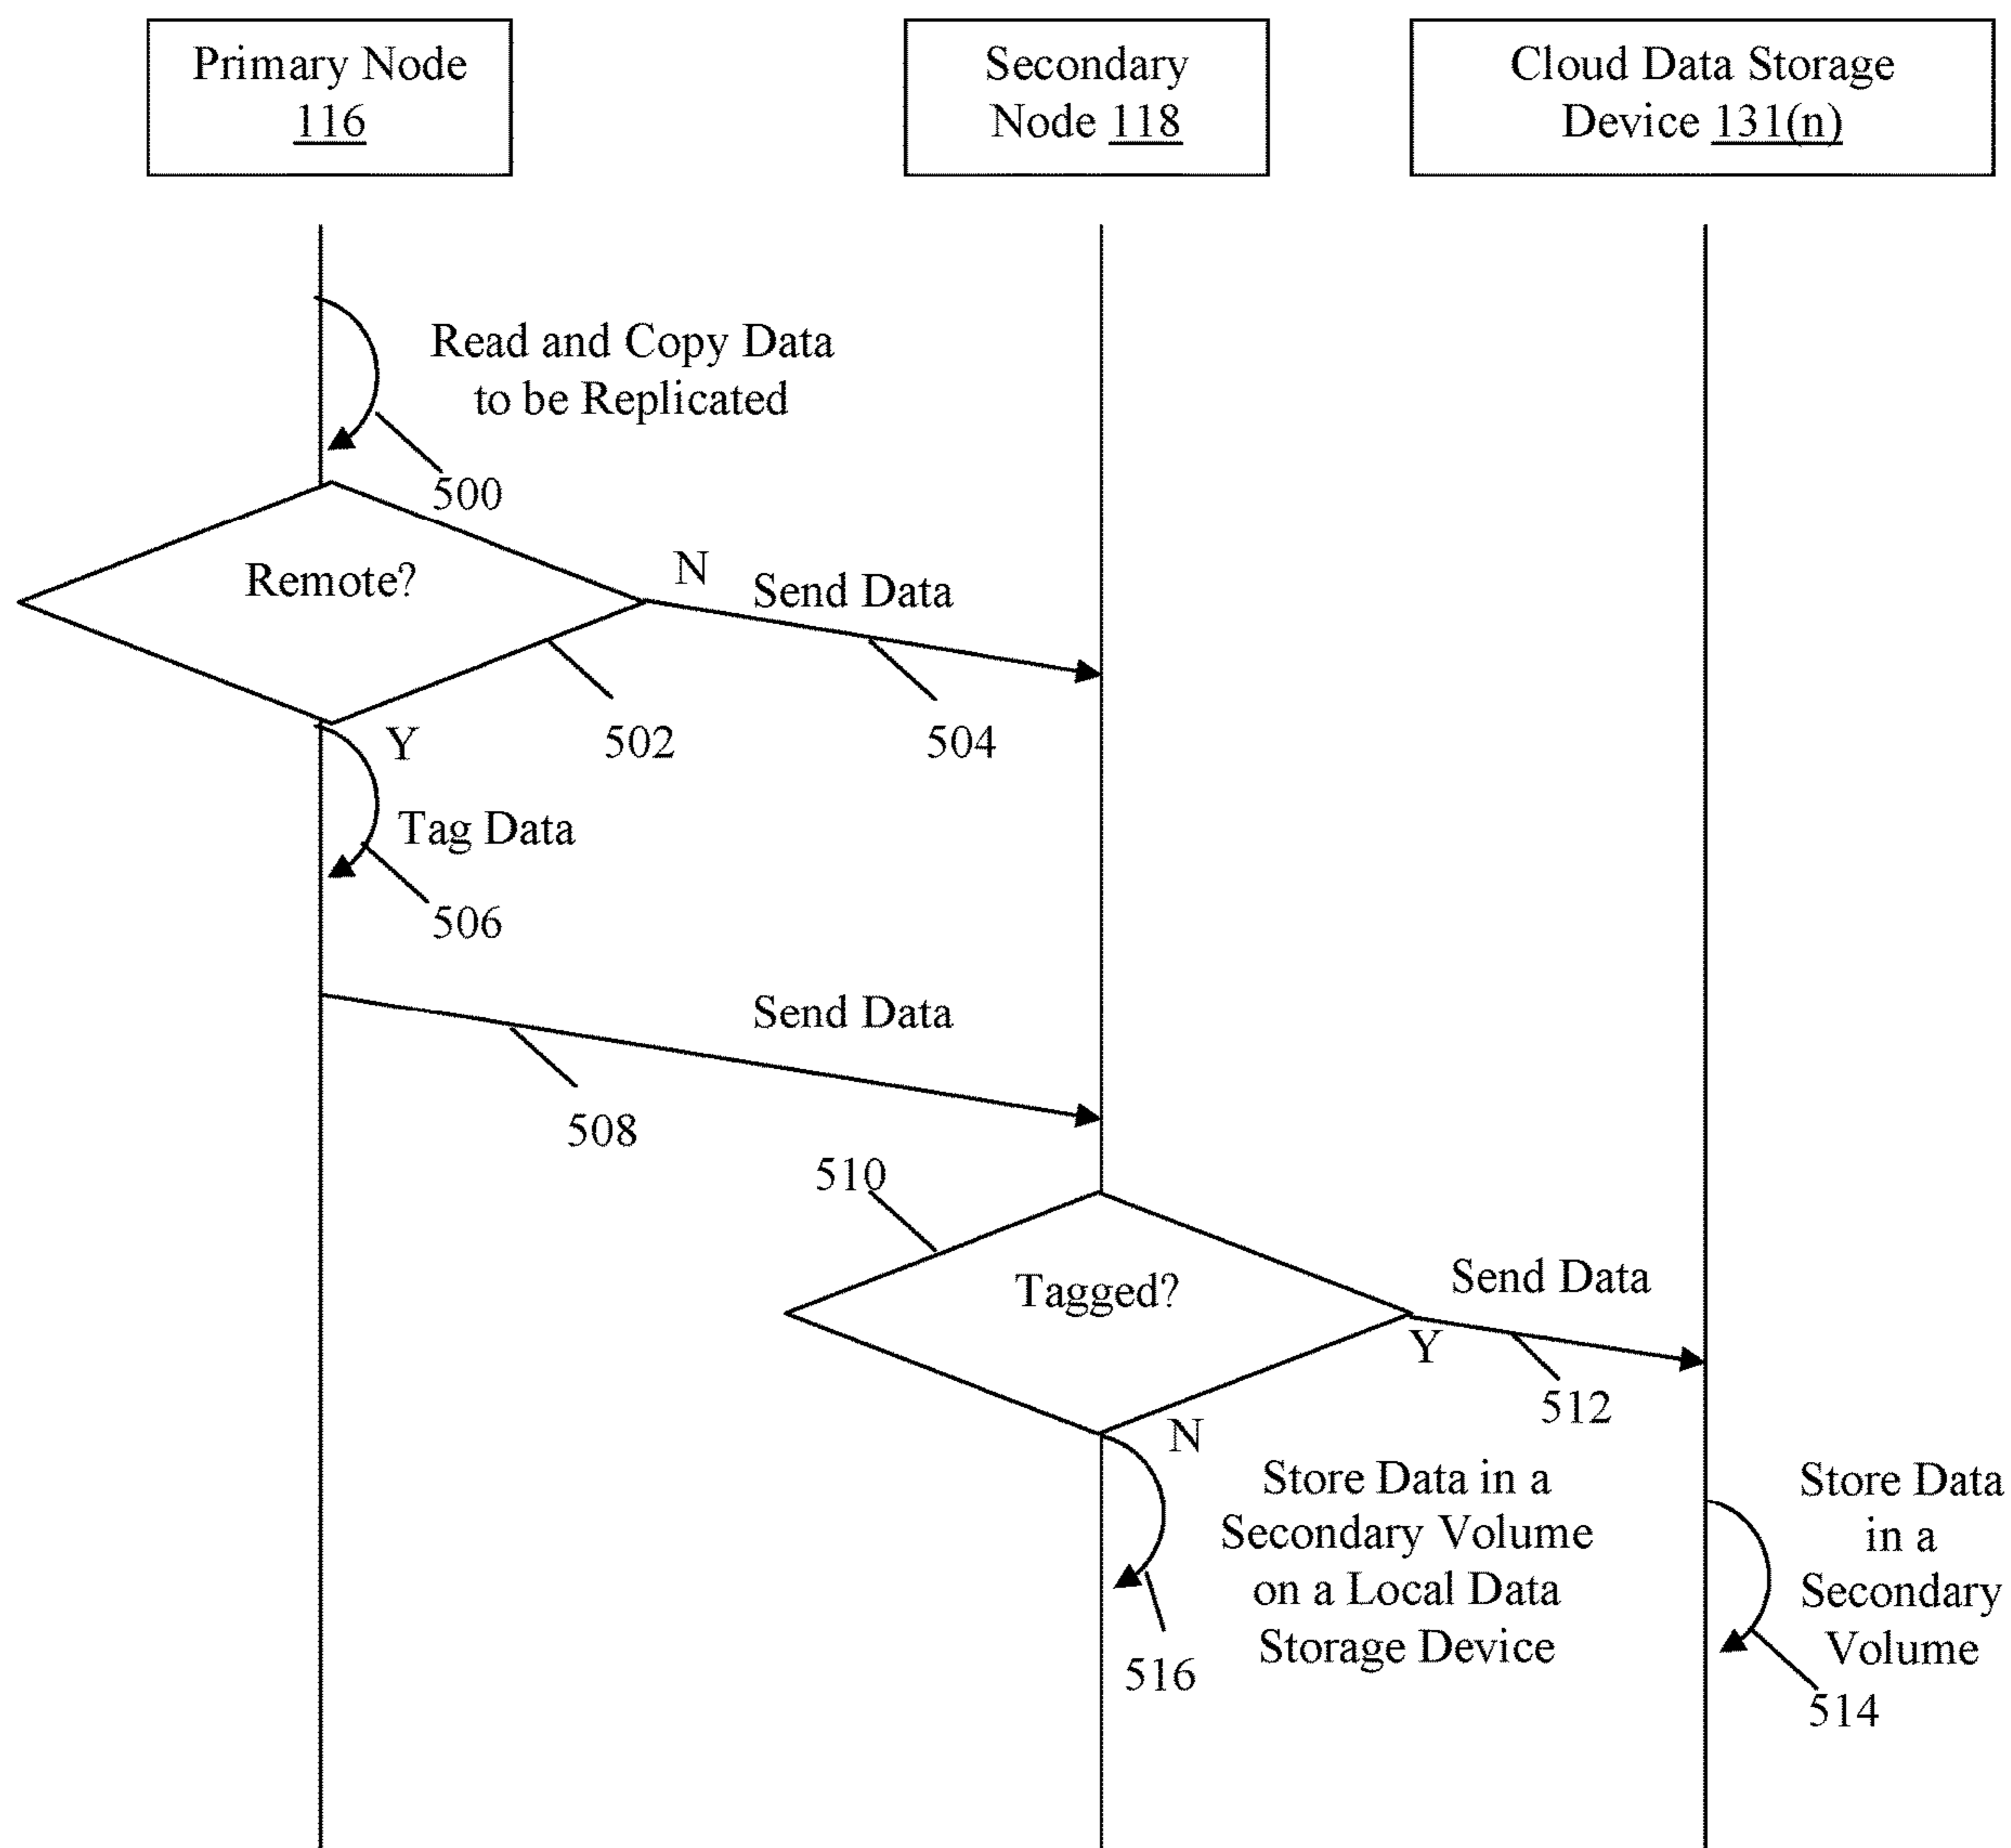 Primary Node
116
Secondary
Node 118
Cloud Data Storage
Device 131(n)
Read and Copy Data
to be Replicated
500
Remote?
N
Send Data
502
504
Y
Tag Data
506
Send Data
508
510
Tagged?
Send Data
Y
512
N
Store Data in a
Secondary Volume
on a Local Data
Storage Device
516
Store Data
in a
Secondary
Volume
514